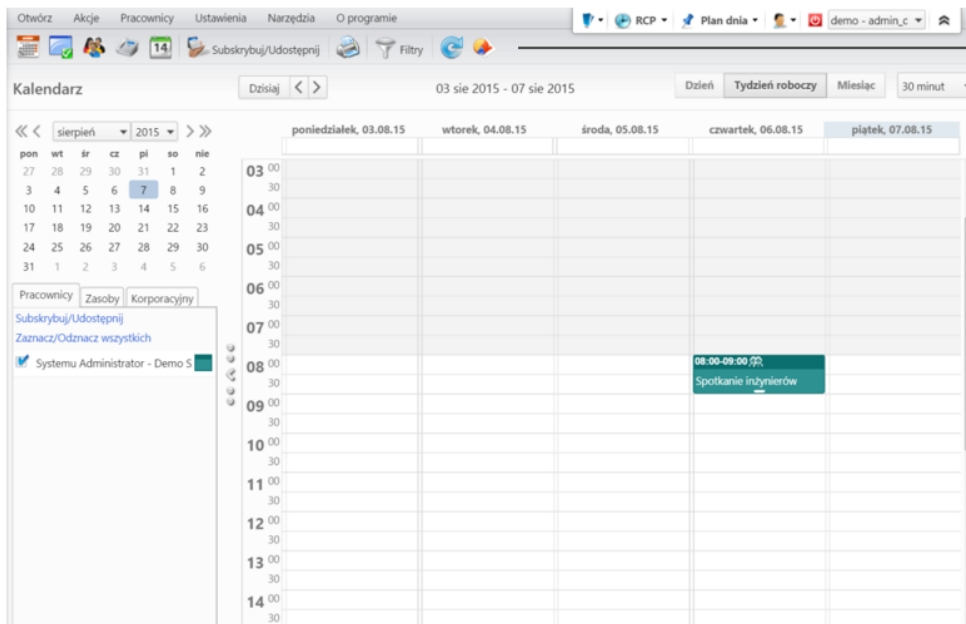 Otwórz Akcje Pracownicy Ustawienia Narzędzia O programie
RCP Plan dnia demo - admin_c
14 Subskrybuj/Udostępnij Filtry
Kalendarz
Dzisiaj 03 sie 2015 - 07 sie 2015 Dzień Tydzień roboczy Miesiąc 30 minut
sierpień 2015
pon wt śr cz pi so nie
27 28 29 30 31 1 2
3 4 5 6 7 8 9
10 11 12 13 14 15 16
17 18 19 20 21 22 23
24 25 26 27 28 29 30
31 1 2 3 4 5 6
Pracownicy Zasoby Korporacyjny
Subskrybuj/Udostępnij
Zaznacz/Odznacz wszystkich
Systemu Administrator - Demo S
poniedziałek, 03.08.15 wtorek, 04.08.15 środa, 05.08.15 czwartek, 06.08.15 piątek, 07.08.15
03 00
30
04 00
30
05 00
30
06 00
30
07 00
30
08 00
30
09 00
30
10 00
30
11 00
30
12 00
30
13 00
30
14 00
30
08:00-09:00
Spotkanie inżynierów